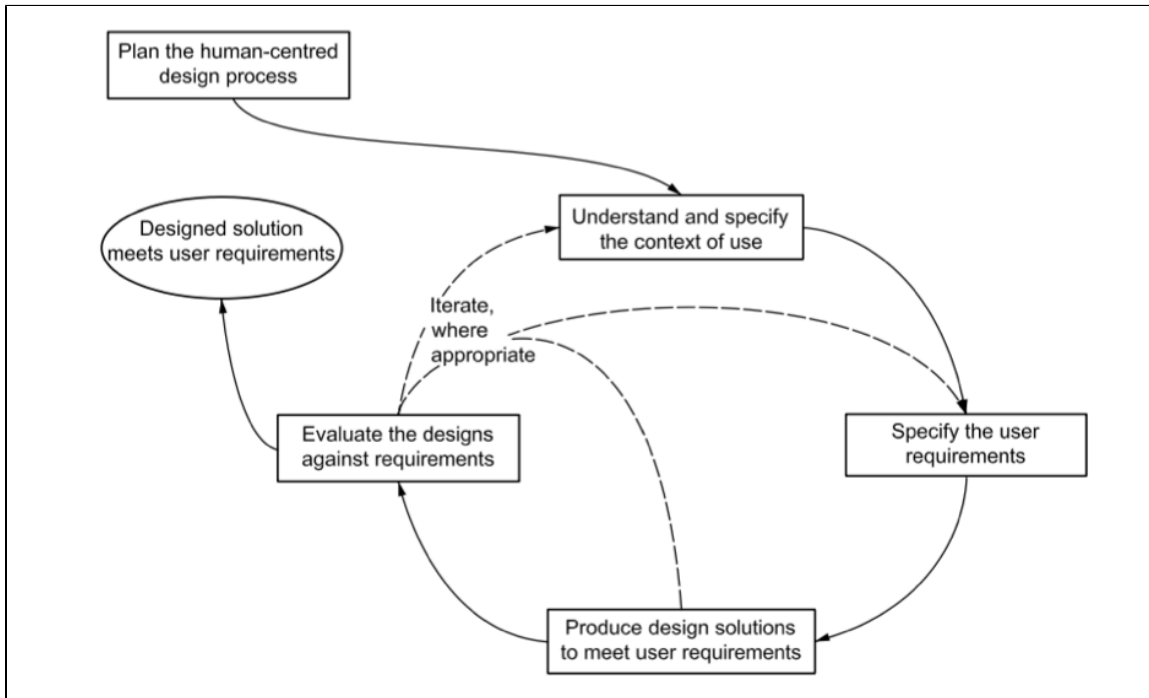 Plan the human-centred
design process
Understand and specify
the context of use
Designed solution
meets user requirements
Iterate,
where
appropriate
Evaluate the designs
against requirements
Specify the user
requirements
Produce design solutions
to meet user requirements